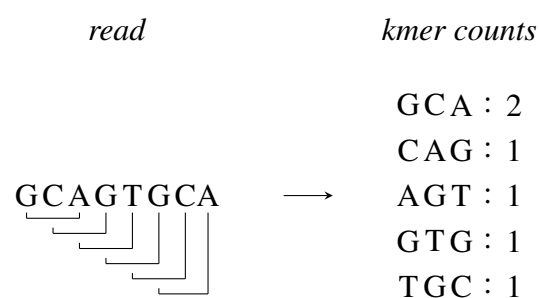 read
kmer counts
GCAGTGCA
GCA : 2
CAG : 1
AGT : 1
GTG : 1
TGC : 1